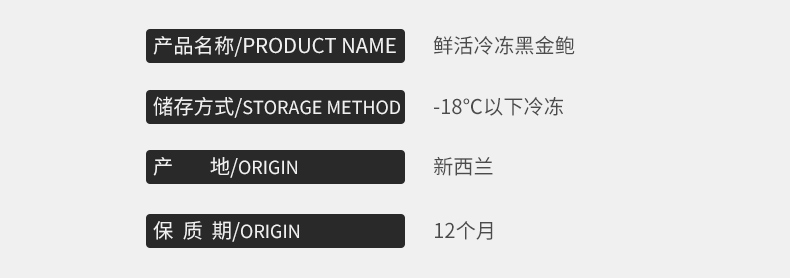 产品名称/PRODUCT NAME 鲜活冷冻黑金鲍
储存方式/STORAGE METHOD -18°C以下冷冻
产 地/ORIGIN 新西兰
保 质 期/ORIGIN 12个月